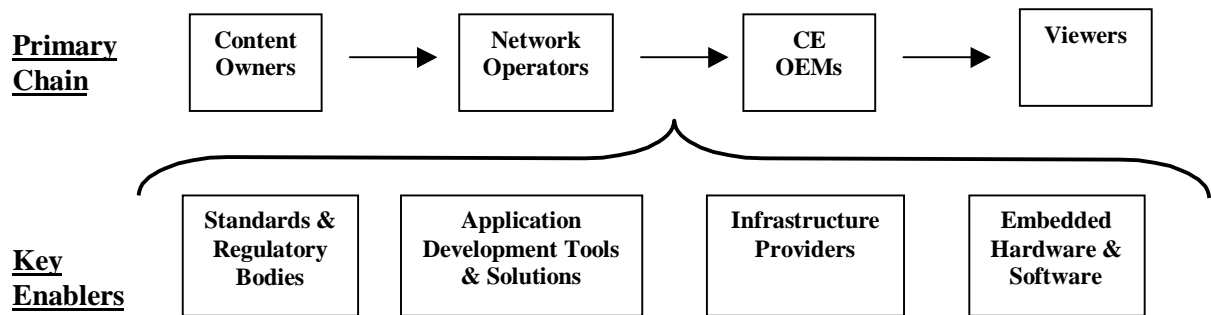 Primary
Chain
Content
Owners
Network
Operators
CE
OEMs
Viewers
Key
Enablers
Standards &
Regulatory
Bodies
Application
Development Tools
& Solutions
Infrastructure
Providers
Embedded
Hardware &
Software